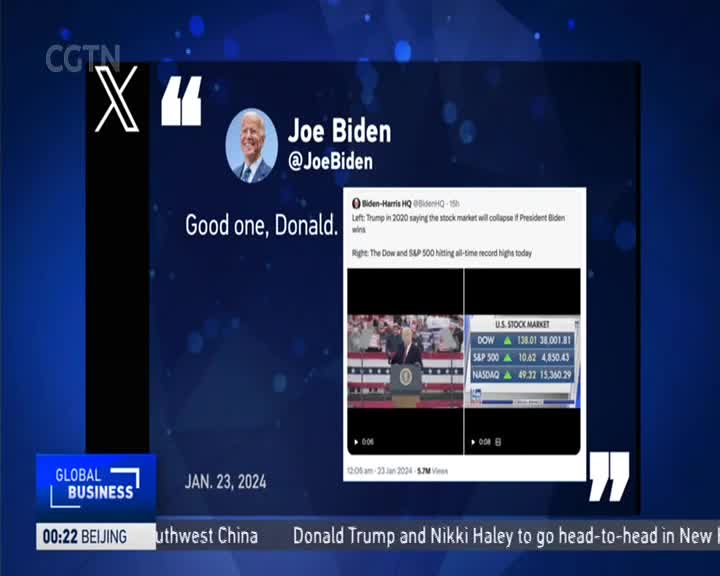 CGTN
X
Joe Biden
@JoeBiden
Good one, Donald.
Biden-Harris HQ @BidenHQ · 15h
Left: Trump in 2020 saying the stock market will collapse if President Biden
wins
Right: The Dow and S&P 500 hitting all-time record highs today
U.S. STOCK MARKET
DOW ▲ 138.01 38,001.81
S&P 500 ▲ 10.62 4,850.43
NASDAQ ▲ 49.32 15,360.29
0:06
0:08
12:06 am · 23 Jan 2024 · 5.7M Views
JAN. 23, 2024
GLOBAL
BUSINESS
00:22 BEIJING
uthwest China Donald Trump and Nikki Haley to go head-to-head in New